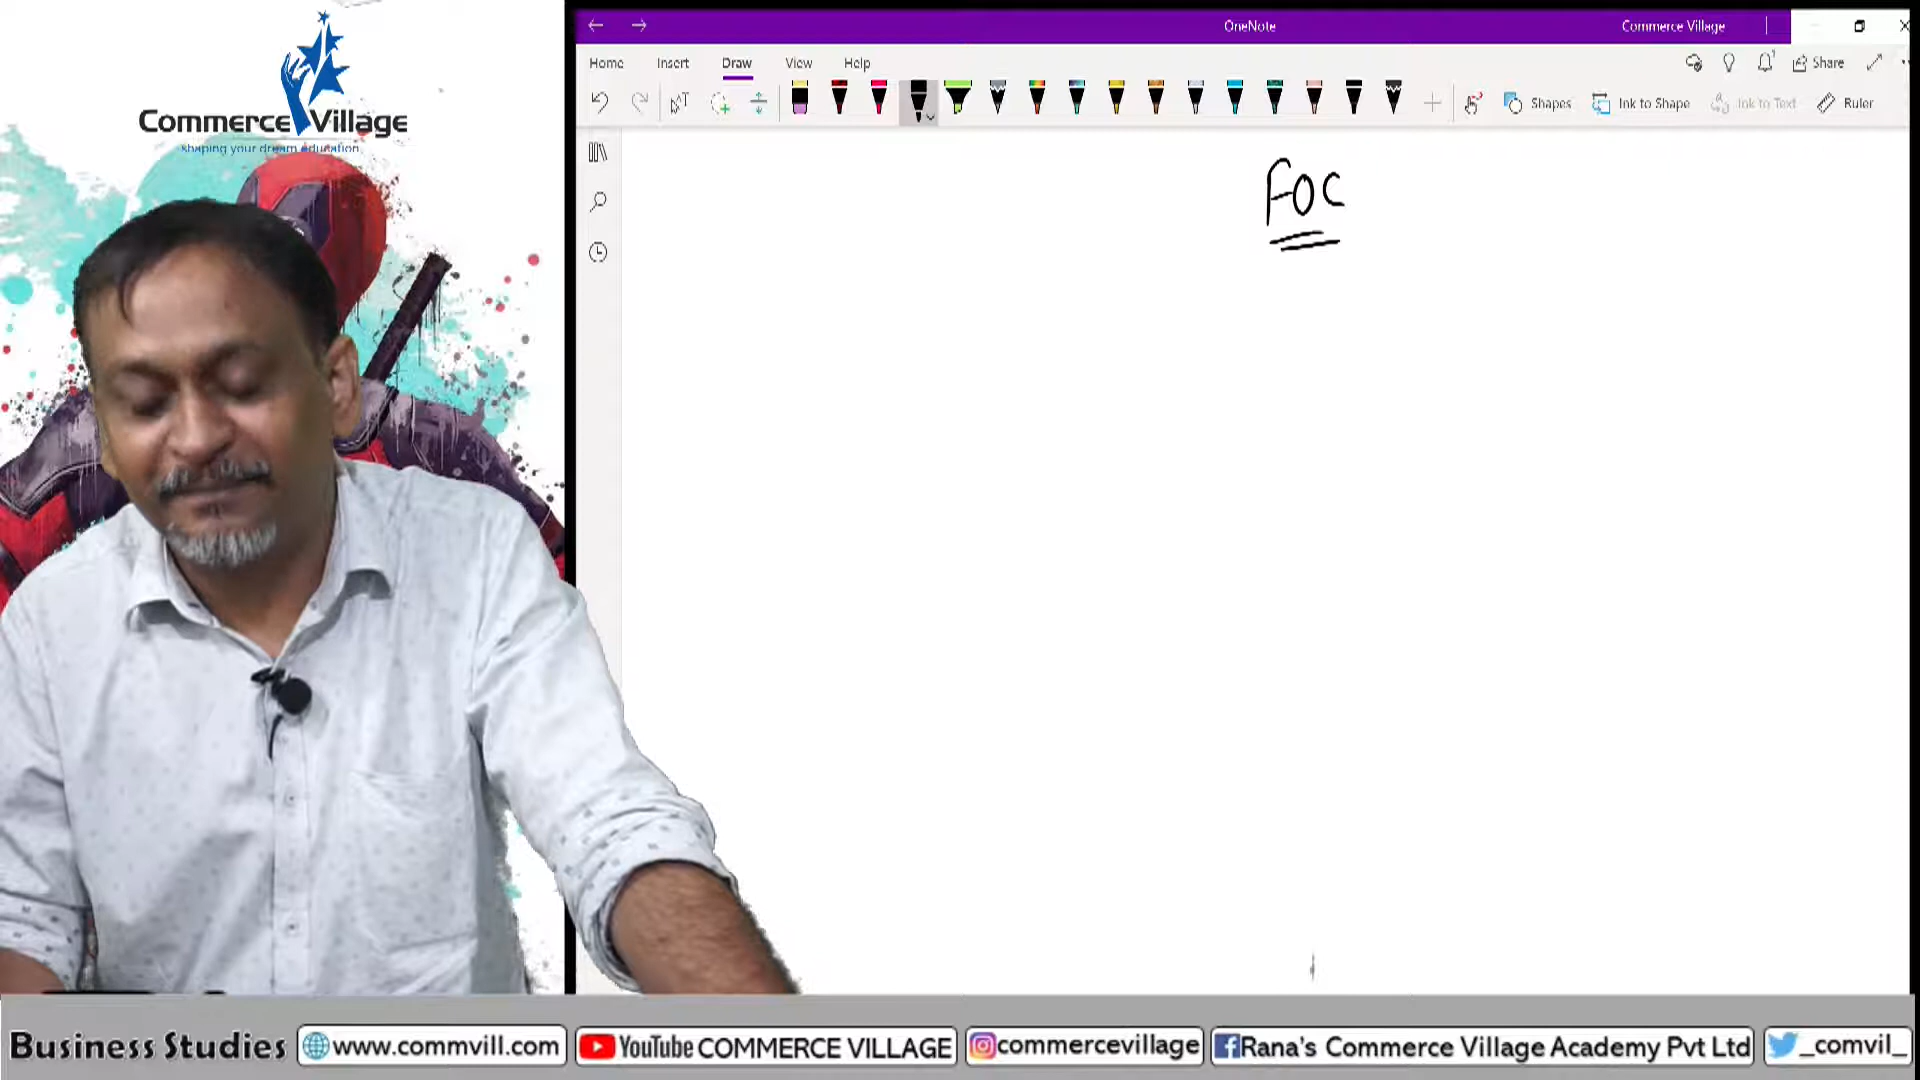 Commerce Village
shaping your dream education
OneNote
Commerce Village
Home Insert Draw View Help
Share
Shapes
Ink to Shape
Ink to Text
Ruler
FOC
Business Studies
www.commvill.com
YouTube COMMERCE VILLAGE
commercevillage
Rana's Commerce Village Academy Pvt Ltd
_comvil_